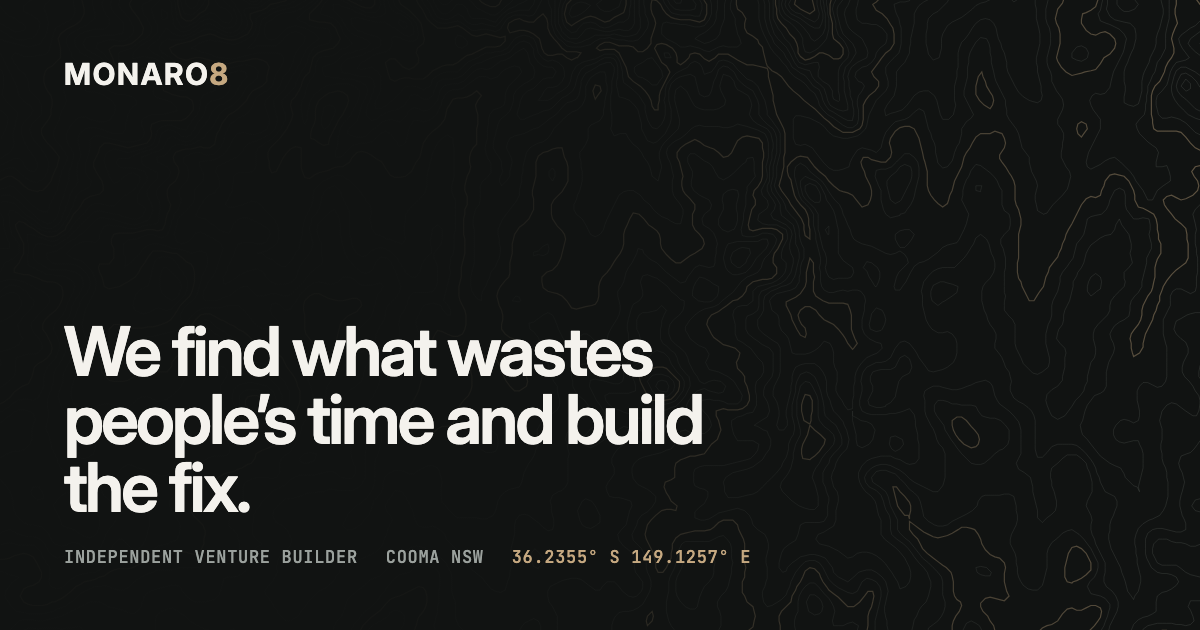 MONARO8
We find what wastes
people’s time and build
the fix.
INDEPENDENT VENTURE BUILDER COOMA NSW 36.2355° S 149.1257° E